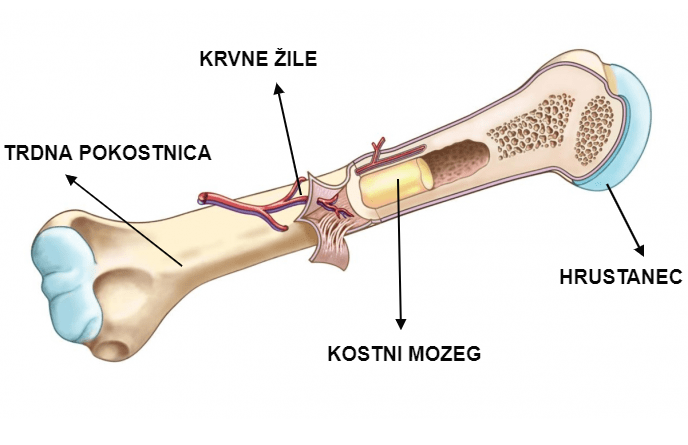 KRVNE ŽILE
TRDNA POKOSTNICA
HRUSTANEC
KOSTNI MOZEG